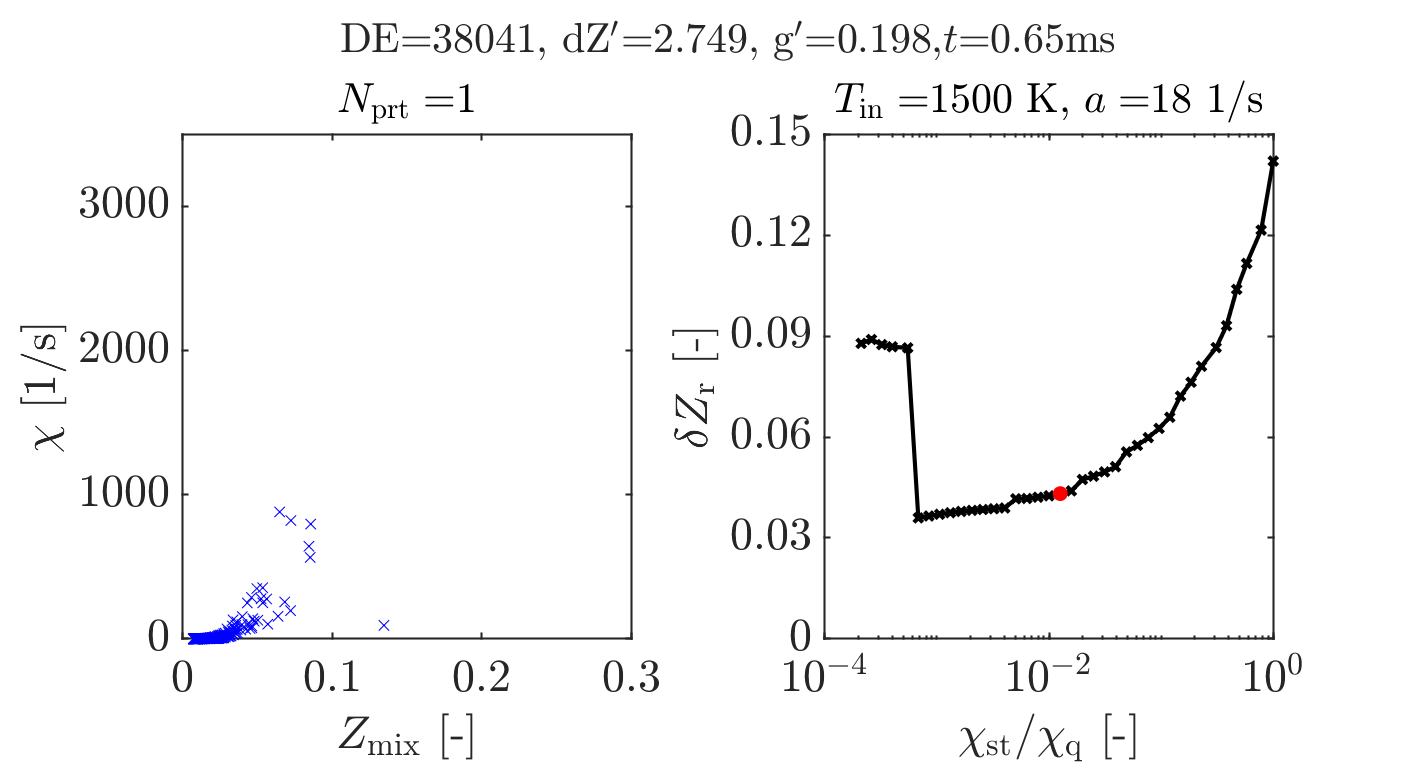 DE=38041, dZ′=2.749, g′=0.198,t=0.65ms
N_prt =1
3000
2000
1000
0
χ [1/s]
0 0.1 0.2 0.3
Z_mix [-]
T_in =1500 K, a =18 1/s
0.15
0.12
0.09
0.06
0.03
0
δZ_r [-]
10^−4 10^−2 10^0
χ_st/χ_q [-]